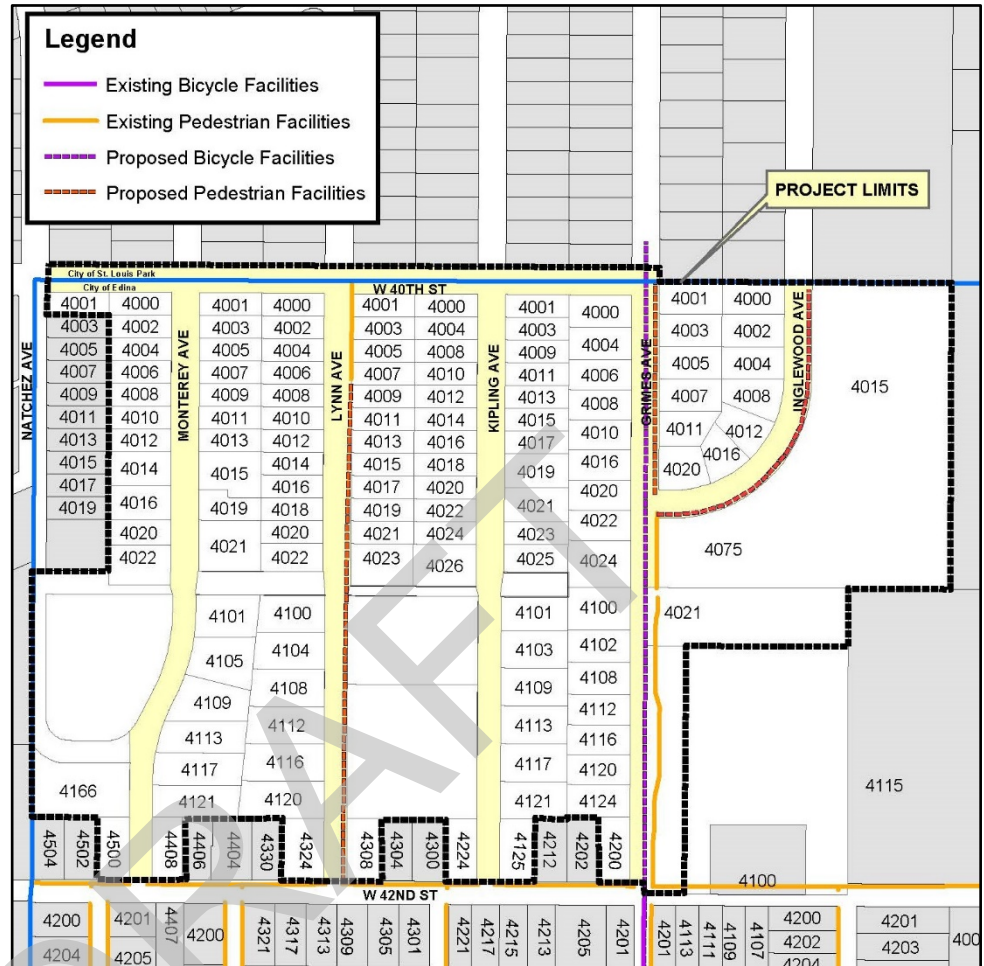 Legend
Existing Bicycle Facilities
Existing Pedestrian Facilities
Proposed Bicycle Facilities
Proposed Pedestrian Facilities
PROJECT LIMITS
City of St. Louis Park
City of Edina
W 40TH ST
NATCHEZ AVE
MONTEREY AVE
LYNN AVE
KIPLING AVE
GRIMES AVE
INGLEWOOD AVE
4001 4000 4001 4000 4001 4000 4001 4000 4001 4000
4003 4002 4003 4002 4003 4004 4003 4004 4003 4002
4005 4004 4005 4004 4005 4008 4009 4006 4005 4004
4007 4006 4007 4006 4007 4010 4011 4008 4007 4008
4009 4008 4009 4008 4009 4012 4013 4010 4011 4012
4011 4010 4011 4010 4011 4014 4015 4016 4020 4016
4013 4012 4013 4012 4013 4016 4017 4020 4015
4015 4014 4015 4014 4015 4018 4019 4022
4017 4016 4019 4016 4017 4020 4021 4024
4019 4020 4021 4018 4019 4022 4023
4022 4020 4021 4024 4025
4022 4023 4026
4075
4021
4101 4100 4101 4100
4105 4104 4103 4102
4109 4108 4109 4108
4113 4112 4113 4112
4117 4116 4117 4116
4121 4120 4121 4120
4124
4166
4115
4504 4502 4500 4408 4406 4404 4330 4324 4308 4304 4300 4224 4125 4212 4202 4200
4100
W 42ND ST
4200 4201 4407 4200 4321 4317 4313 4309 4305 4301 4221 4217 4215 4213 4205 4201 4201 4113 4111 4109 4107 4200 4201 400
4204 4205 4202 4203
4204
DRAFT